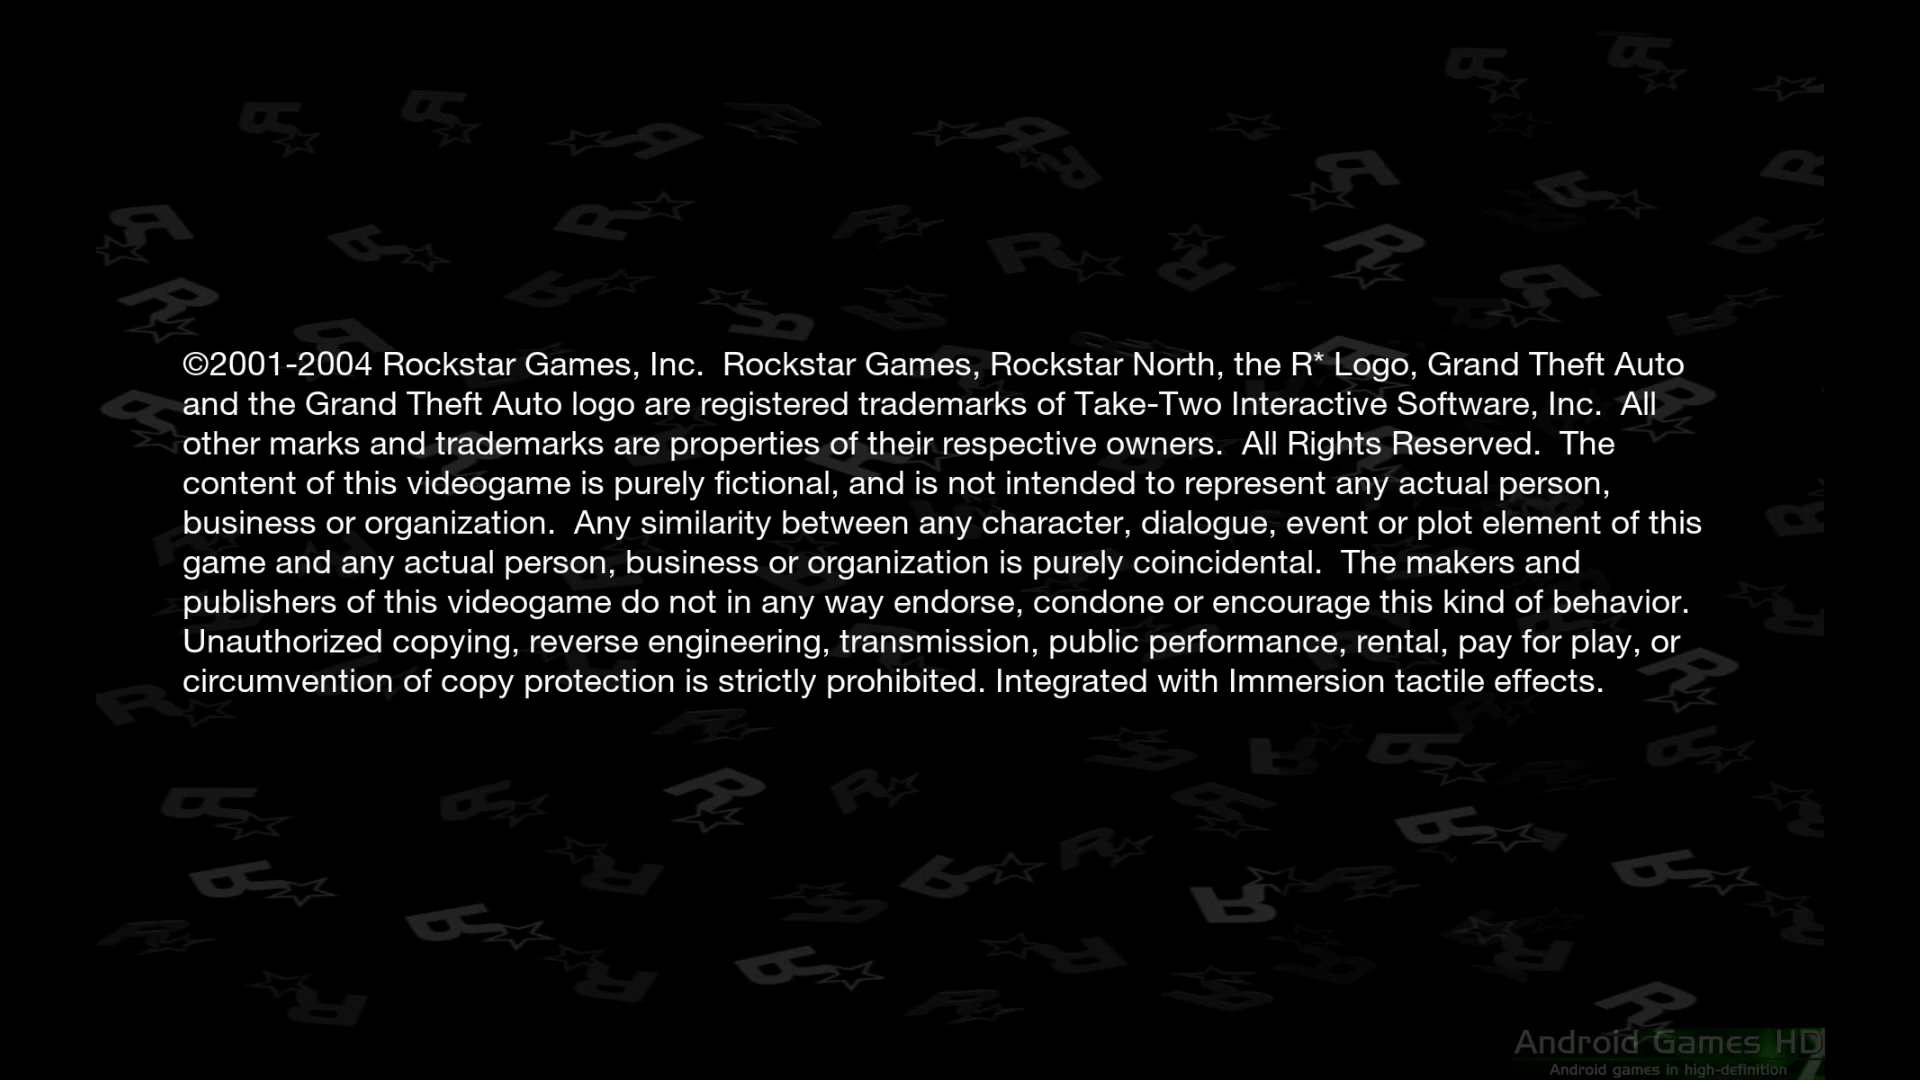 ©2001-2004 Rockstar Games, Inc.  Rockstar Games, Rockstar North, the R* Logo, Grand Theft Auto
and the Grand Theft Auto logo are registered trademarks of Take-Two Interactive Software, Inc.  All
other marks and trademarks are properties of their respective owners.  All Rights Reserved.  The
content of this videogame is purely fictional, and is not intended to represent any actual person,
business or organization.  Any similarity between any character, dialogue, event or plot element of this
game and any actual person, business or organization is purely coincidental.  The makers and
publishers of this videogame do not in any way endorse, condone or encourage this kind of behavior.
Unauthorized copying, reverse engineering, transmission, public performance, rental, pay for play, or
circumvention of copy protection is strictly prohibited. Integrated with Immersion tactile effects.
Android Games HD
Android games in high-definition